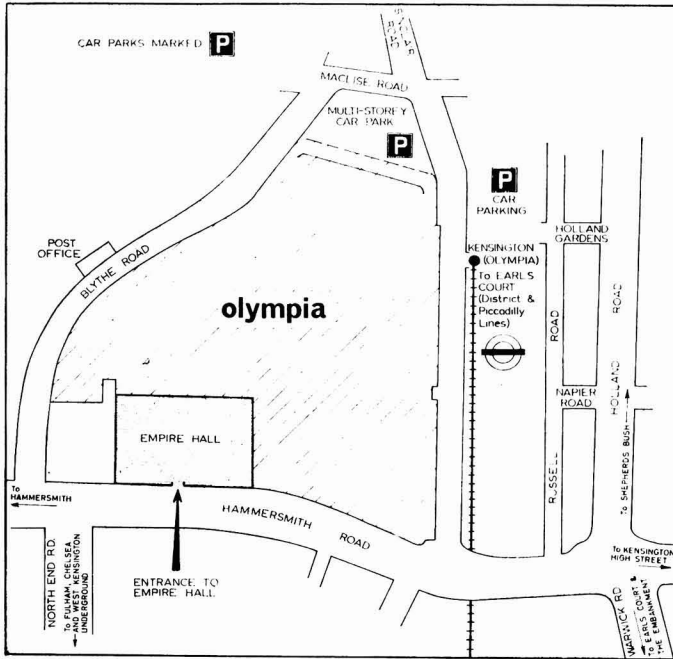 CAR PARKS MARKED P
SINCLAIR
ROAD
MACLISE ROAD
MULTI-STOREY
CAR PARK
P
P
CAR
PARKING
HOLLAND
GARDENS
POST
OFFICE
BLYTHE ROAD
KENSINGTON
(OLYMPIA)
To EARLS
COURT
(District &
Piccadilly
Lines)
olympia
RUSSELL ROAD
HOLLAND ROAD
NAPIER
ROAD
TO SHEPHERDS BUSH
EMPIRE HALL
To
HAMMERSMITH
HAMMERSMITH
ROAD
To KENSINGTON
HIGH STREET
ENTRANCE TO
EMPIRE HALL
NORTH END RD.
To FULHAM, CHELSEA
AND WEST KENSINGTON
UNDERGROUND
WARWICK RD
To EARLS COURT &
THE EMBANKMENT